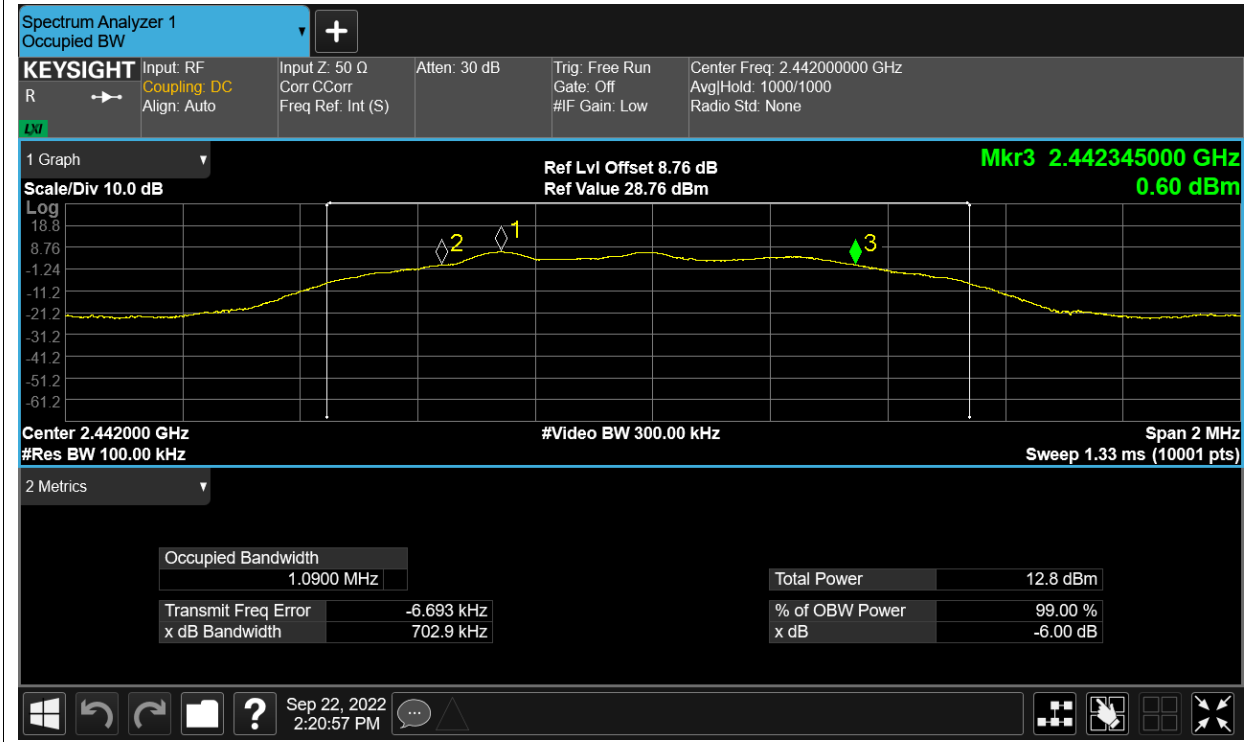 Spectrum Analyzer 1
Occupied BW
KEYSIGHT
R
LXI
Input: RF
Coupling: DC
Align: Auto
Input Z: 50 Ω
Corr CCorr
Freq Ref: Int (S)
Atten: 30 dB
Trig: Free Run
Gate: Off
#IF Gain: Low
Center Freq: 2.442000000 GHz
Avg|Hold: 1000/1000
Radio Std: None
1 Graph
Scale/Div 10.0 dB
Ref Lvl Offset 8.76 dB
Ref Value 28.76 dBm
Mkr3 2.442345000 GHz
0.60 dBm
Log
18.8
8.76
-1.24
-11.2
-21.2
-31.2
-41.2
-51.2
-61.2
2
1
3
Center 2.442000 GHz
#Res BW 100.00 kHz
#Video BW 300.00 kHz
Span 2 MHz
Sweep 1.33 ms (10001 pts)
2 Metrics
Occupied Bandwidth
1.0900 MHz
Transmit Freq Error -6.693 kHz
x dB Bandwidth 702.9 kHz
Total Power 12.8 dBm
% of OBW Power 99.00 %
x dB -6.00 dB
?
Sep 22, 2022
2:20:57 PM